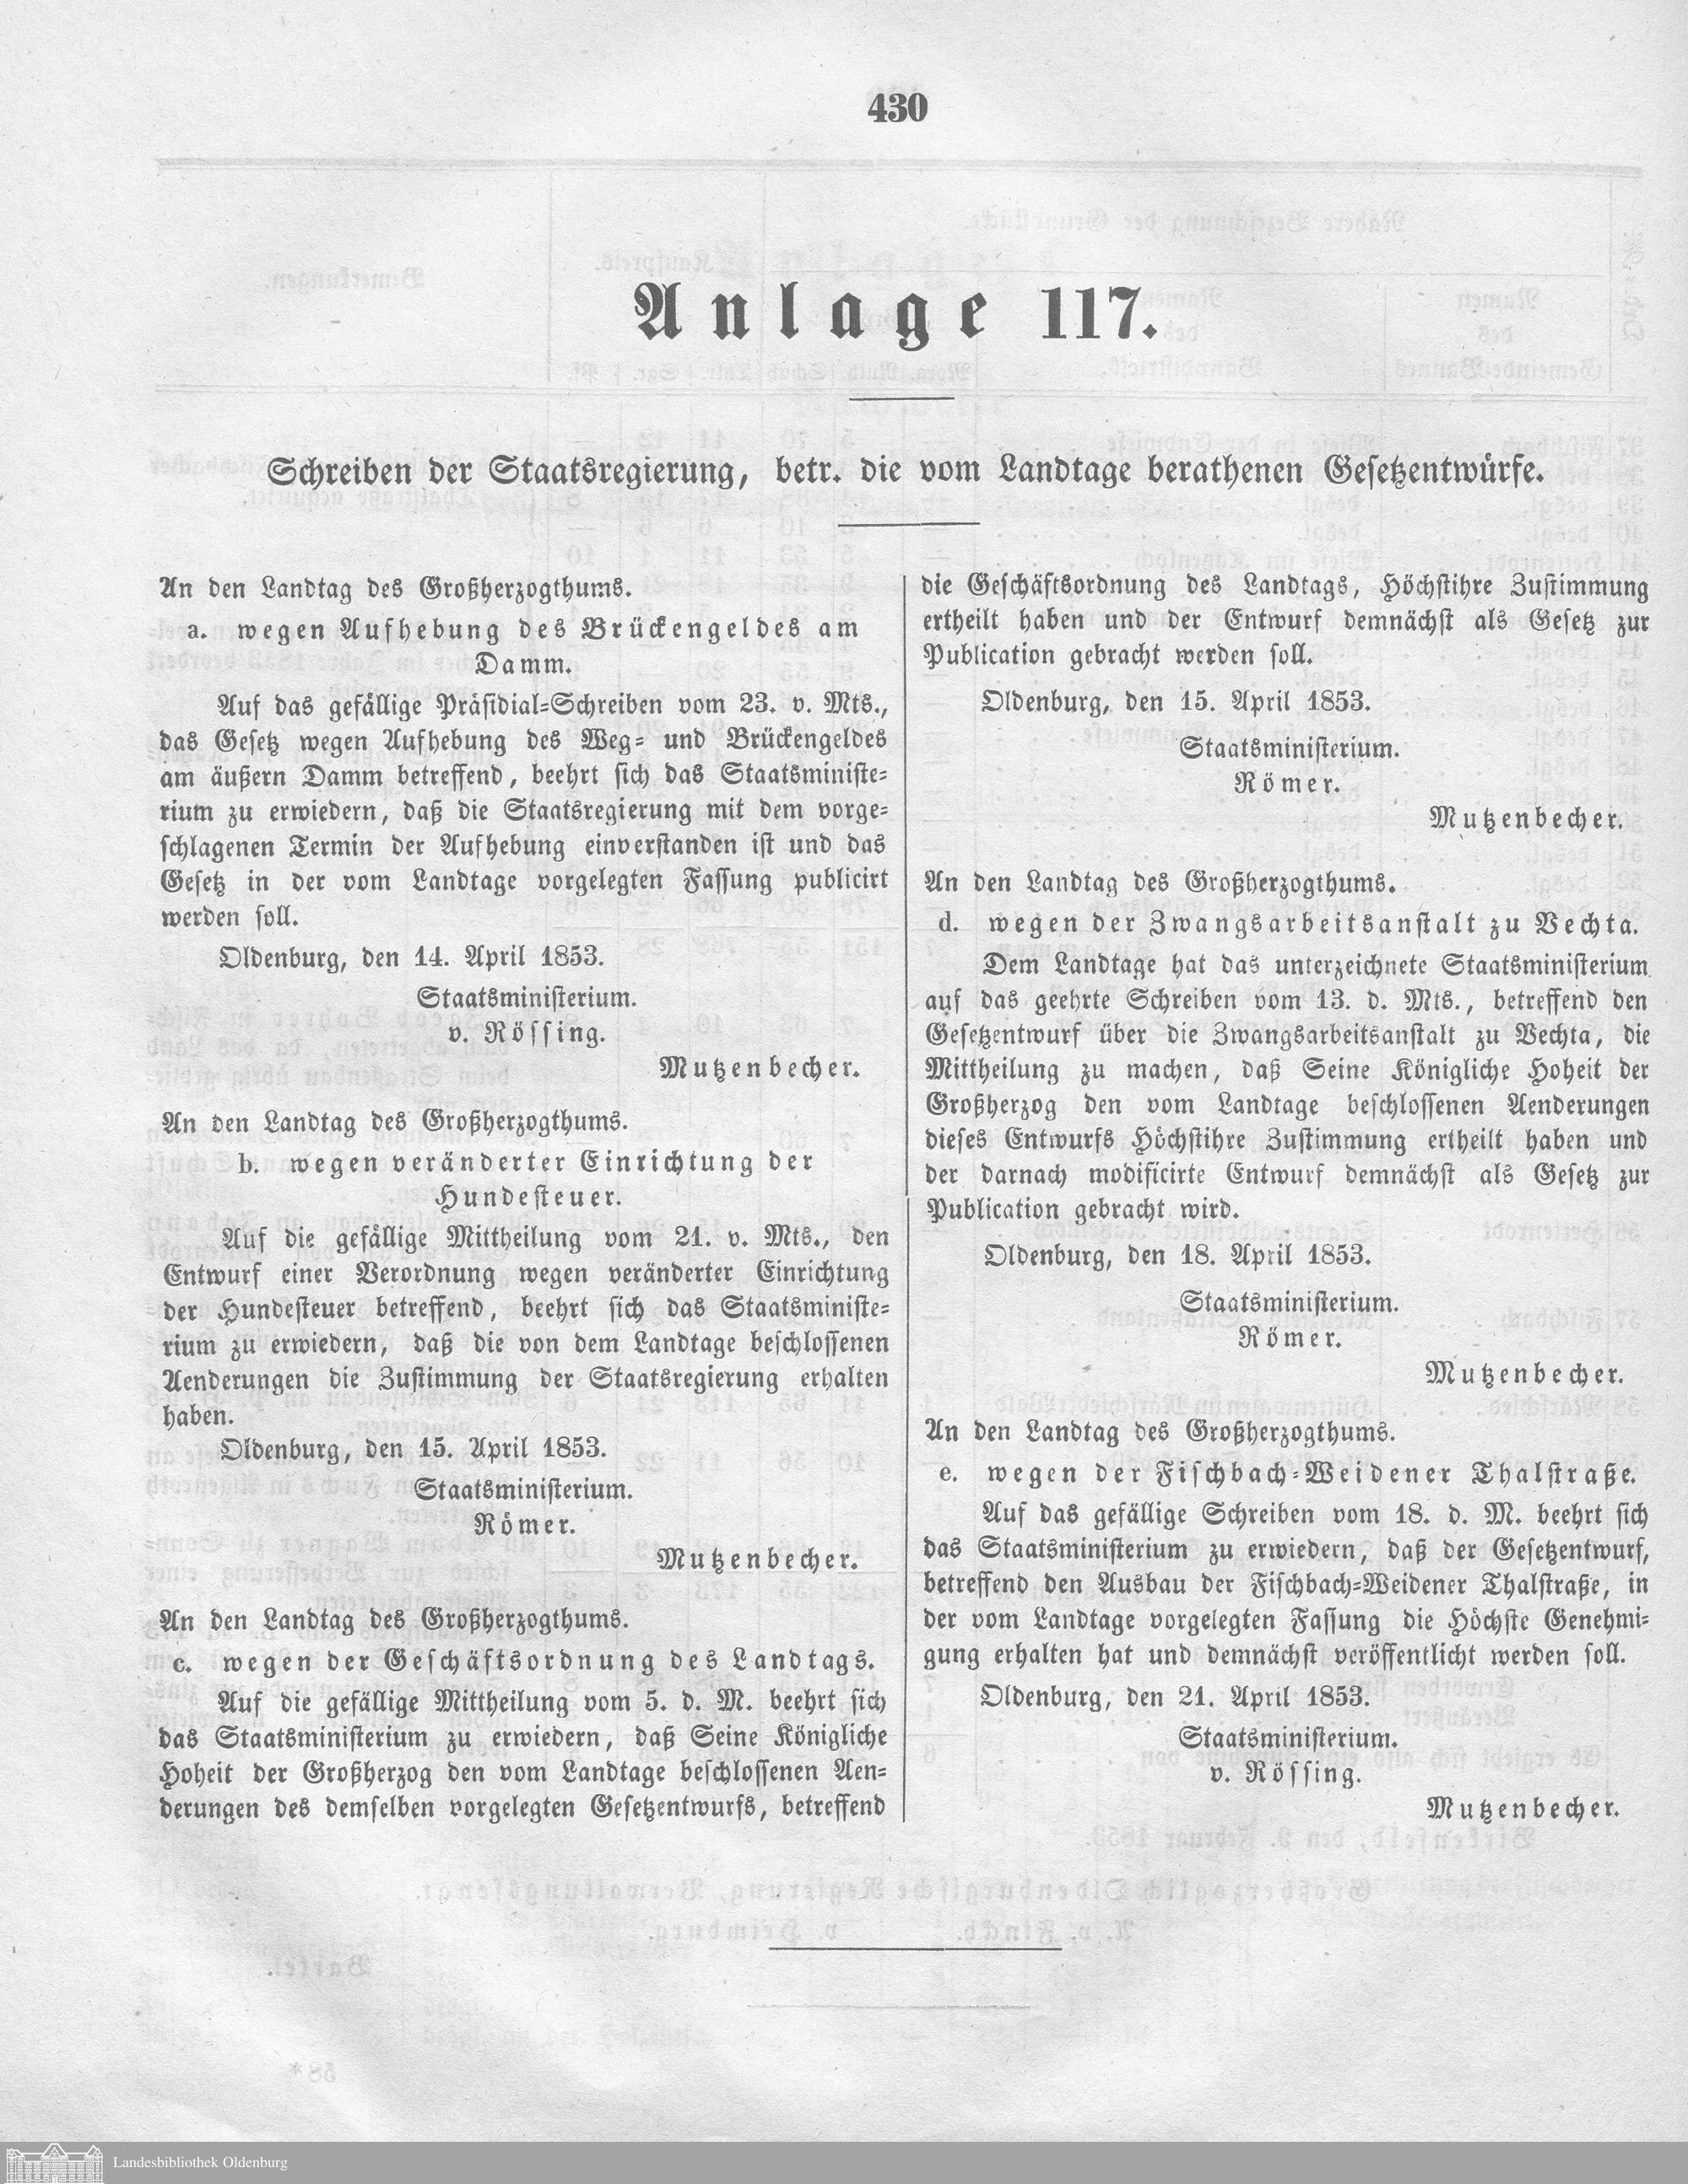 430
Anlage 117.
Schreiben der Staatsregierung, betr. die vom Landtage berathenen Gesetzentwürfe.
An den Landtag des Großherzogthums.
a. wegen Aufhebung des Brückengeldes am
Damm.
Auf das gefällige Präsidial-Schreiben vom 23. v. Mts.,
das Gesetz wegen Aufhebung des Weg- und Brückengeldes
am äußern Damm betreffend, beehrt sich das Staatsministe-
rium zu erwiedern, daß die Staatsregierung mit dem vorge-
schlagenen Termin der Aufhebung einverstanden ist und das
Gesetz in der vom Landtage vorgelegten Fassung publicirt
werden soll.
Oldenburg, den 14. April 1853.
Staatsministerium.
v. Rössing.
Mutzenbecher.
An den Landtag des Großherzogthums.
b. wegen veränderter Einrichtung der
Hundesteuer.
Auf die gefällige Mittheilung vom 21. v. Mts., den
Entwurf einer Verordnung wegen veränderter Einrichtung
der Hundesteuer betreffend, beehrt sich das Staatsministe-
rium zu erwiedern, daß die von dem Landtage beschlossenen
Aenderungen die Zustimmung der Staatsregierung erhalten
haben.
Oldenburg, den 15. April 1853.
Staatsministerium.
Römer.
Mutzenbecher.
An den Landtag des Großherzogthums.
c. wegen der Geschäftsordnung des Landtags.
Auf die gefällige Mittheilung vom 5. d. M. beehrt sich
das Staatsministerium zu erwiedern, daß Seine Königliche
Hoheit der Großherzog den vom Landtage beschlossenen Aen-
derungen des demselben vorgelegten Gesetzentwurfs, betreffend
die Geschäftsordnung des Landtags, Höchstihre Zustimmung
ertheilt haben und der Entwurf demnächst als Gesetz zur
Publication gebracht werden soll.
Oldenburg, den 15. April 1853.
Staatsministerium.
Römer.
Mutzenbecher.
An den Landtag des Großherzogthums.
d. wegen der Zwangsarbeitsanstalt zu Vechta.
Dem Landtage hat das unterzeichnete Staatsministerium
auf das geehrte Schreiben vom 13. d. Mts., betreffend den
Gesetzentwurf über die Zwangsarbeitsanstalt zu Vechta, die
Mittheilung zu machen, daß Seine Königliche Hoheit der
Großherzog den vom Landtage beschlossenen Aenderungen
dieses Entwurfs Höchstihre Zustimmung ertheilt haben und
der darnach modificirte Entwurf demnächst als Gesetz zur
Publication gebracht wird.
Oldenburg, den 18. April 1853.
Staatsministerium.
Römer.
Mutzenbecher.
An den Landtag des Großherzogthums.
e. wegen der Fischbach-Weidener Thalstraße.
Auf das gefällige Schreiben vom 18. d. M. beehrt sich
das Staatsministerium zu erwiedern, daß der Gesetzentwurf,
betreffend den Ausbau der Fischbach-Weidener Thalstraße, in
der vom Landtage vorgelegten Fassung die Höchste Genehmi-
gung erhalten hat und demnächst veröffentlicht werden soll.
Oldenburg, den 21. April 1853.
Staatsministerium.
v. Rössing.
Mutzenbecher.
Landesbibliothek Oldenburg